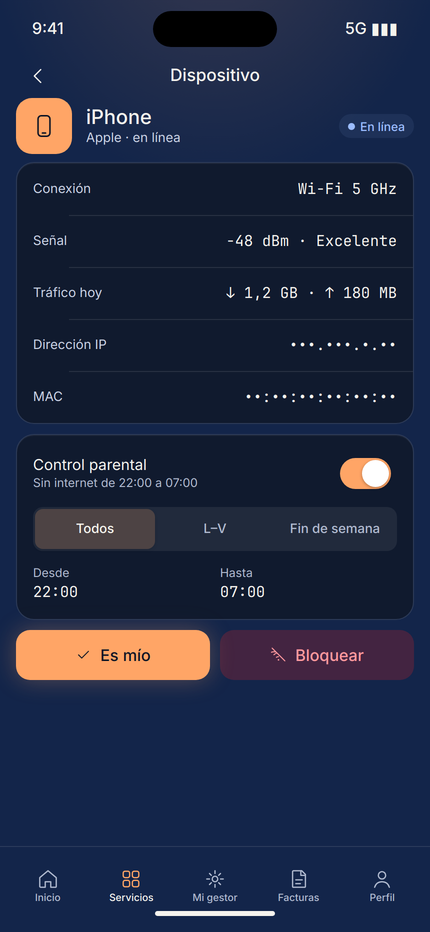 9:41
5G
Dispositivo
iPhone
Apple · en línea
En línea
Conexión
Wi-Fi 5 GHz
Señal
-48 dBm · Excelente
Tráfico hoy
↓ 1,2 GB · ↑ 180 MB
Dirección IP
•••.•••.•.••
MAC
••:••:••:••:••:••
Control parental
Sin internet de 22:00 a 07:00
Todos
L–V
Fin de semana
Desde
Hasta
22:00
07:00
Es mío
Bloquear
Inicio
Servicios
Mi gestor
Facturas
Perfil